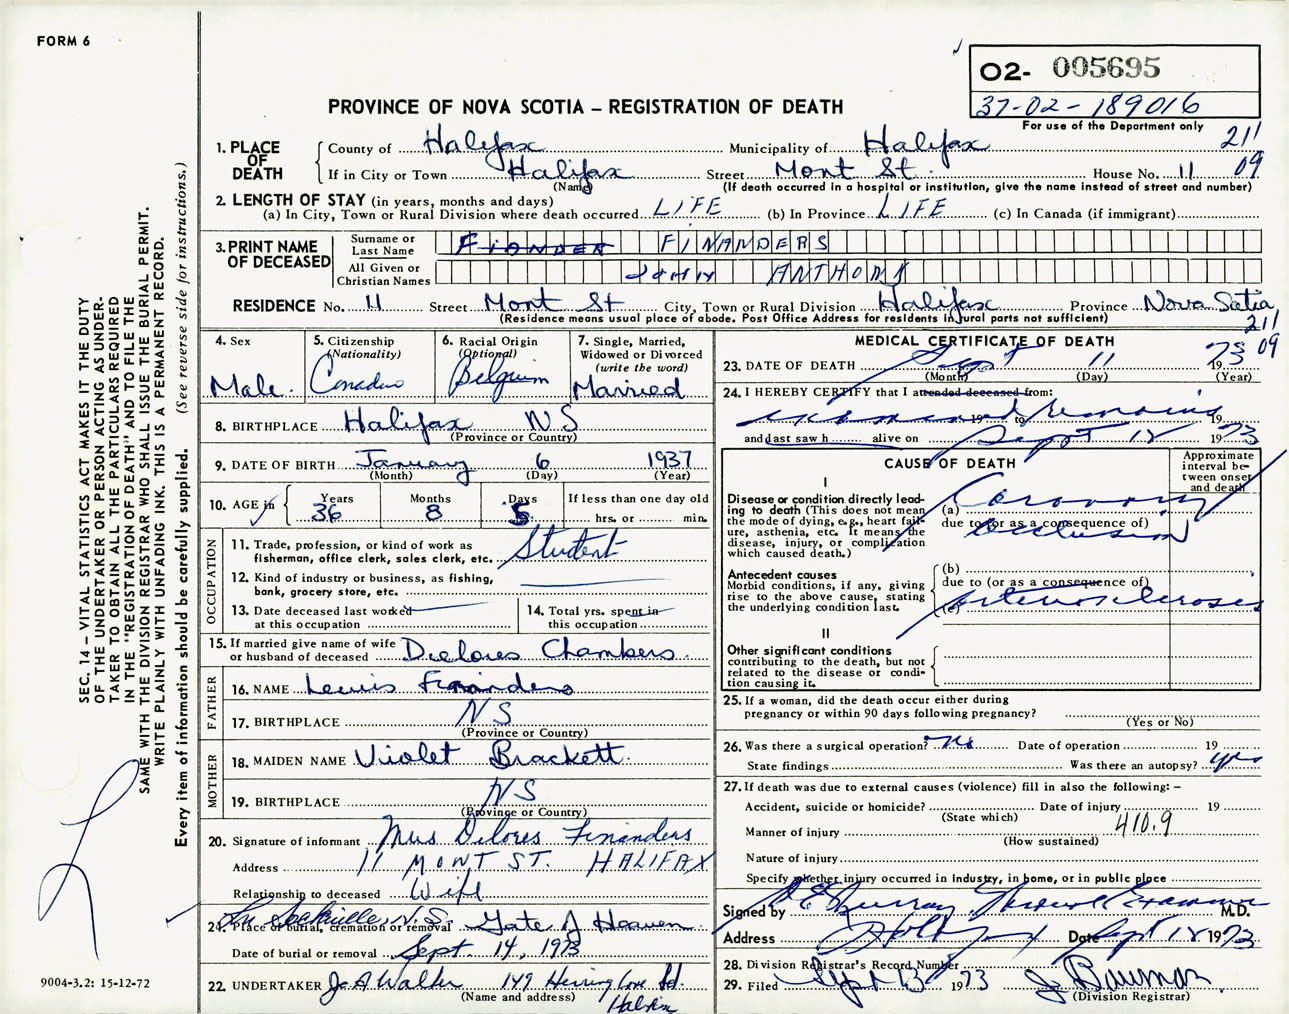 FORM 6
O2- 005695
37-02-189016
For use of the Department only
PROVINCE OF NOVA SCOTIA – REGISTRATION OF DEATH
211
09
1. PLACE OF DEATH
County of Halifax Municipality of Halifax
If in City or Town Halifax Street Mont St. House No. 11
(Name) (If death occurred in a hospital or institution, give the name instead of street and number)
2. LENGTH OF STAY (in years, months and days)
(a) In City, Town or Rural Division where death occurred LIFE (b) In Province LIFE (c) In Canada (if immigrant)
3. PRINT NAME OF DECEASED
Surname or Last Name FIANDER FINANDERS
All Given or Christian Names JOHN ANTHONY
RESIDENCE No. 11 Street Mont St City, Town or Rural Division Halifax Province Nova Scotia
(Residence means usual place of abode. Post Office Address for residents in rural parts not sufficient)
211
09
4. Sex Male.
5. Citizenship (Nationality)
6. Racial Origin (Optional) Belgium
7. Single, Married, Widowed or Divorced (write the word) Married
8. BIRTHPLACE Halifax NS
(Province or Country)
9. DATE OF BIRTH January 6 1937
(Month) (Day) (Year)
10. AGE in Years 36 Months 8 Days 5 If less than one day old
hrs. or min.
OCCUPATION
11. Trade, profession, or kind of work as fisherman, office clerk, sales clerk, etc. Student
12. Kind of industry or business, as fishing, bank, grocery store, etc.
13. Date deceased last worked at this occupation
14. Total yrs. spent in this occupation
15. If married give name of wife or husband of deceased Dielores Chambers.
FATHER
16. NAME Lewis Finanders
17. BIRTHPLACE NS
(Province or Country)
MOTHER
18. MAIDEN NAME Violet Brackett.
19. BIRTHPLACE NS
(Province or Country)
20. Signature of informant Mrs Delores Finanders
Address 11 MONT ST. HALIFAX
Relationship to deceased Wife
Sackville, N.S.
21. Place of burial, cremation or removal Gate of Heaven
Date of burial or removal Sept. 14, 1973
22. UNDERTAKER J. A Walker 149 Herring Cove Rd.
(Name and address) Halifax
MEDICAL CERTIFICATE OF DEATH
23. DATE OF DEATH Sept 11 1973
(Month) (Day) (Year)
24. I HEREBY CERTIFY that I attended deceased from:
examined remains 19 to 19
and last saw h alive on Sept 12 1973
CAUSE OF DEATH
Approximate interval between onset and death
I
Disease or condition directly leading to death (This does not mean the mode of dying, e.g., heart failure, asthenia, etc. It means the disease, injury, or complication which caused death.)
(a) Coronary
due to (or as a consequence of)
occlusion
Antecedent causes
Morbid conditions, if any, giving rise to the above cause, stating the underlying condition last.
(b)
due to (or as a consequence of)
(c) Arteriosclerosis
II
Other significant conditions contributing to the death, but not related to the disease or condition causing it.
25. If a woman, did the death occur either during pregnancy or within 90 days following pregnancy?
(Yes or No)
26. Was there a surgical operation? No Date of operation 19
State findings Was there an autopsy? yes
27. If death was due to external causes (violence) fill in also the following: –
Accident, suicide or homicide? Date of injury 19
(State which)
410.9
Manner of injury
(How sustained)
Nature of injury
Specify whether injury occurred in industry, in home, or in public place
Signed by Murray Medical Examiner M.D.
Address Halifax Date Sept 12 1973
28. Division Registrar's Record Number
29. Filed Sept 13 1973
(Division Registrar)
SEC. 14 – VITAL STATISTICS ACT MAKES IT THE DUTY
OF THE UNDERTAKER OR PERSON ACTING AS UNDER-
TAKER TO OBTAIN ALL THE PARTICULARS REQUIRED
IN THE "REGISTRATION OF DEATH" AND TO FILE THE
SAME WITH THE DIVISION REGISTRAR WHO SHALL ISSUE THE BURIAL PERMIT.
WRITE PLAINLY WITH UNFADING INK. THIS IS A PERMANENT RECORD.
Every item of information should be carefully supplied. (See reverse side for instructions.)
9004-3.2: 15-12-72